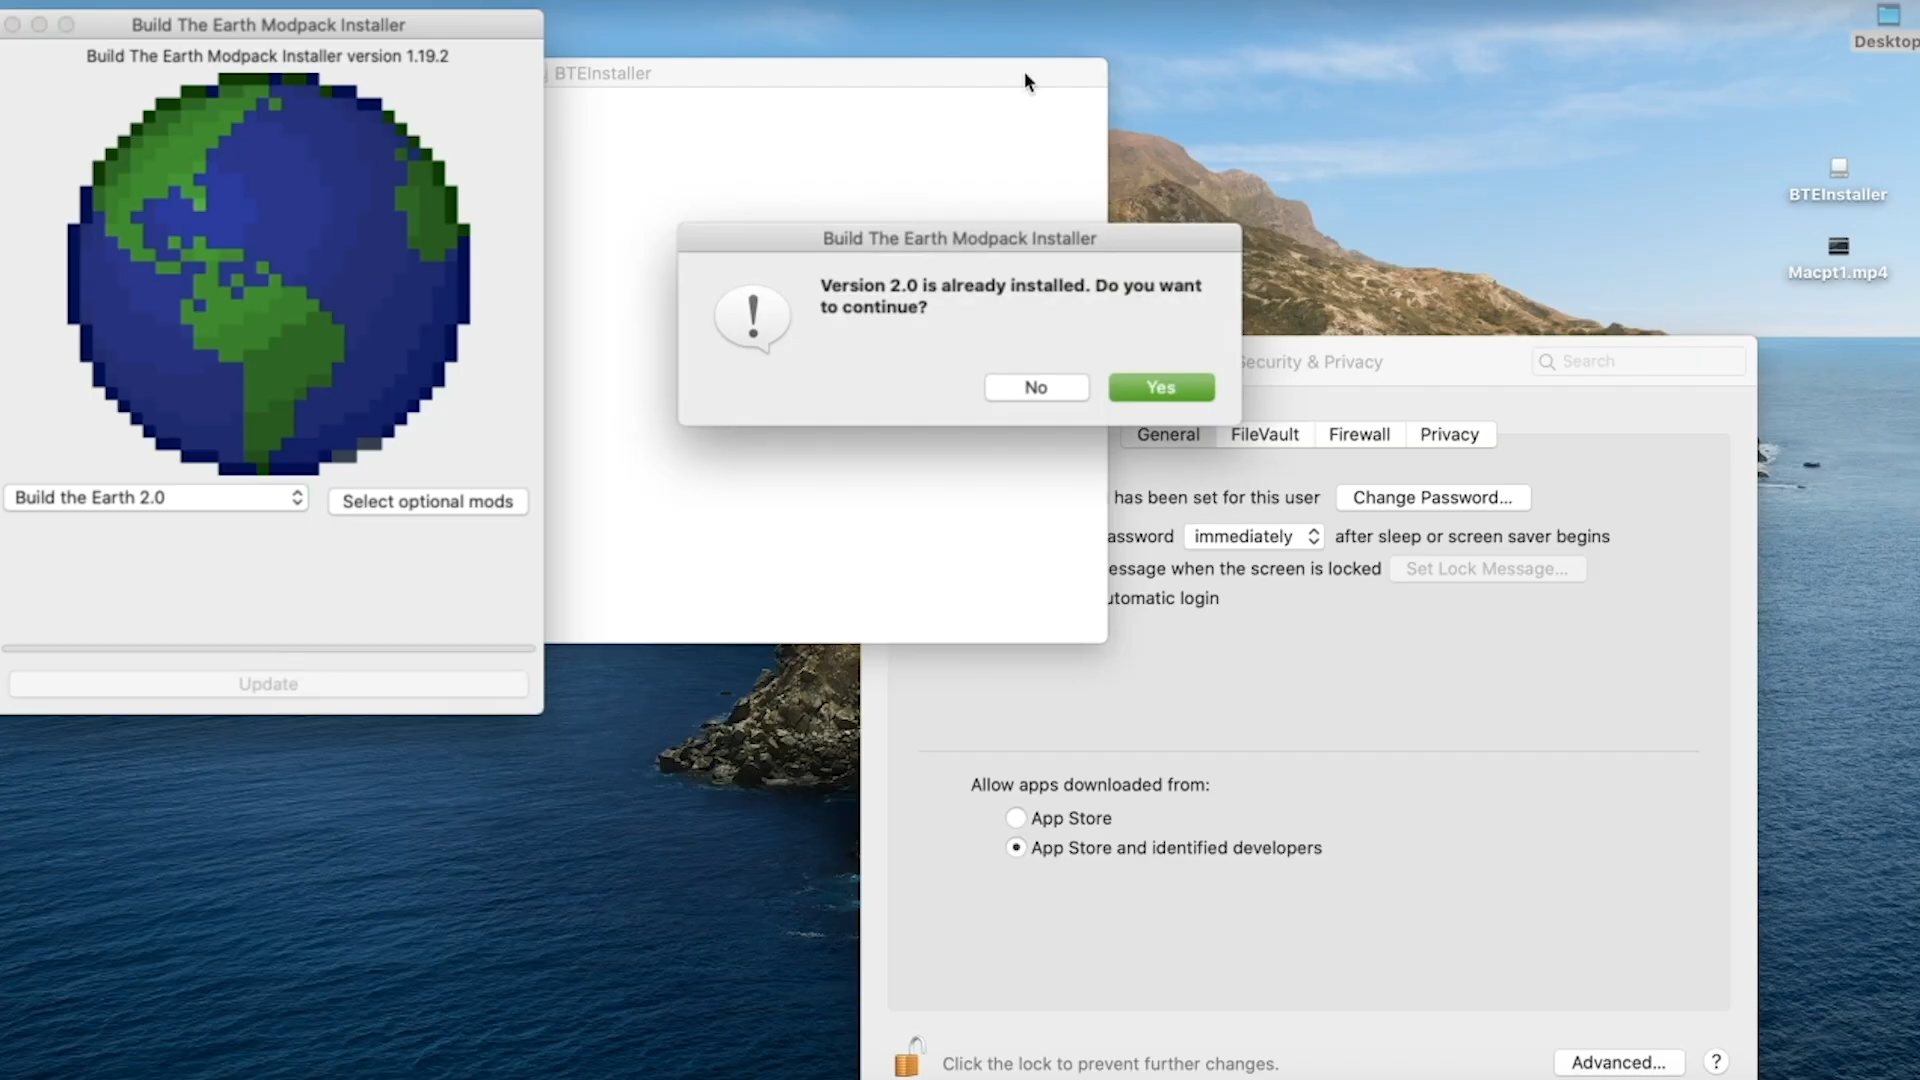 Build The Earth Modpack Installer
Build The Earth Modpack Installer version 1.19.2
Build the Earth 2.0
Select optional mods
Update
BTEInstaller
Build The Earth Modpack Installer
Version 2.0 is already installed. Do you want
to continue?
No
Yes
Desktop
BTEInstaller
Macpt1.mp4
Security & Privacy
Search
General
FileVault
Firewall
Privacy
has been set for this user
Change Password...
assword
immediately
after sleep or screen saver begins
essage when the screen is locked
Set Lock Message...
utomatic login
Allow apps downloaded from:
App Store
App Store and identified developers
Click the lock to prevent further changes.
Advanced...
?